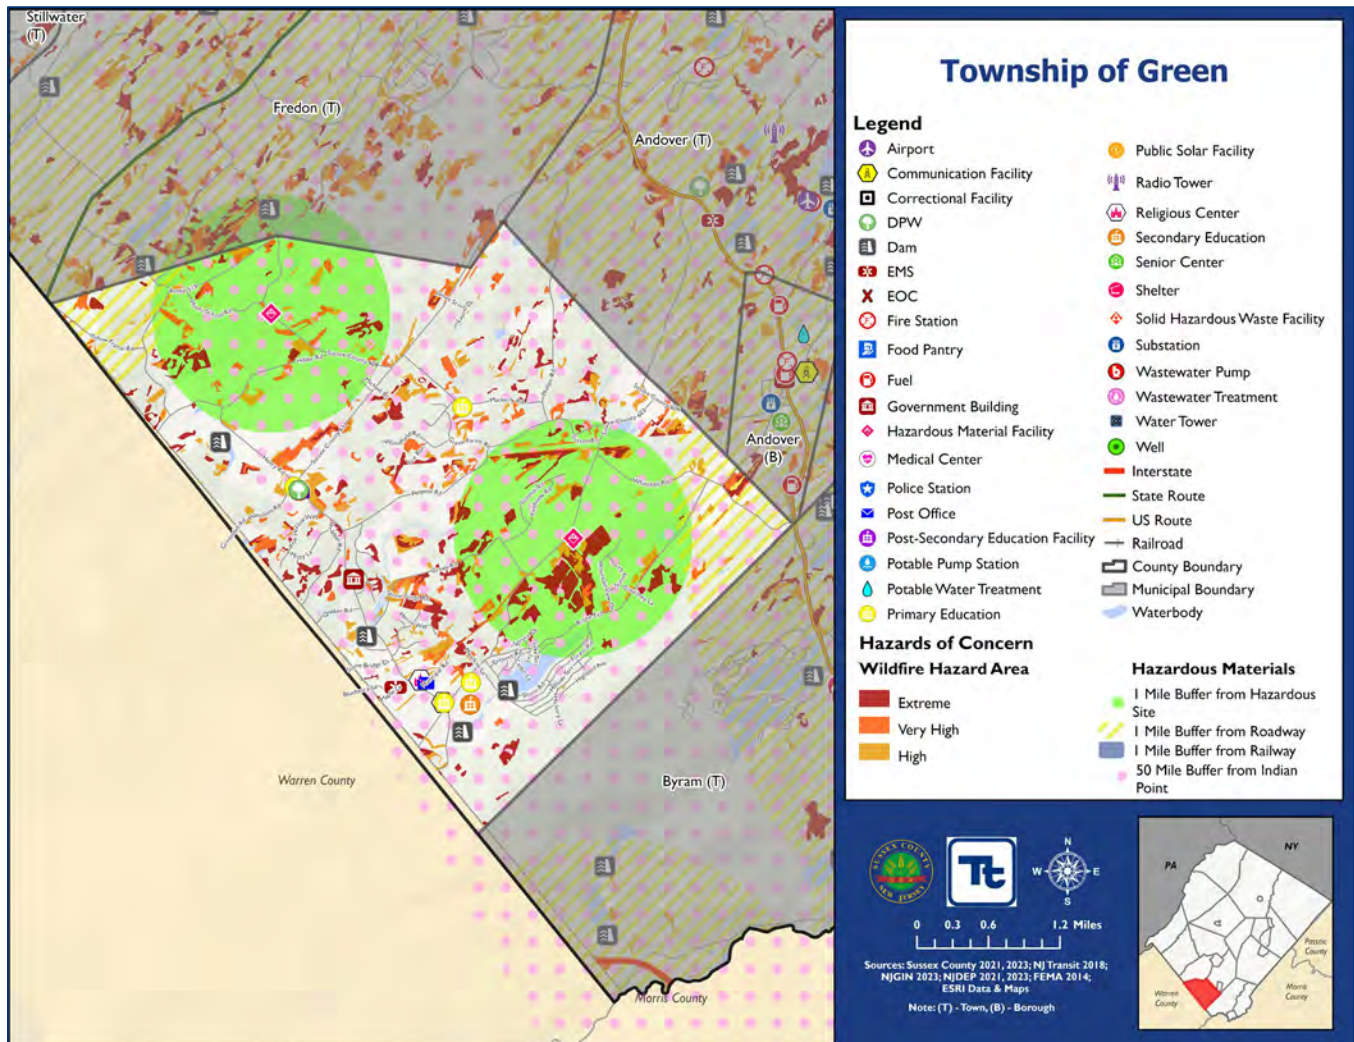 Stillwater
(T)
Fredon (T)
Andover (T)
Andover
(B)
Byram (T)
Warren County
Morris County
Township of Green
Legend
Airport
Communication Facility
Correctional Facility
DPW
Dam
EMS
EOC
Fire Station
Food Pantry
Fuel
Government Building
Hazardous Material Facility
Medical Center
Police Station
Post Office
Post-Secondary Education Facility
Potable Pump Station
Potable Water Treatment
Primary Education
Public Solar Facility
Radio Tower
Religious Center
Secondary Education
Senior Center
Shelter
Solid Hazardous Waste Facility
Substation
Wastewater Pump
Wastewater Treatment
Water Tower
Well
Interstate
State Route
US Route
Railroad
County Boundary
Municipal Boundary
Waterbody
Hazards of Concern
Wildfire Hazard Area
Extreme
Very High
High
Hazardous Materials
1 Mile Buffer from Hazardous
Site
1 Mile Buffer from Roadway
1 Mile Buffer from Railway
50 Mile Buffer from Indian
Point
SUSSEX COUNTY
NEW JERSEY
Tt
N
W
E
S
0 0.3 0.6 1.2 Miles
Sources: Sussex County 2021, 2023; NJ Transit 2018;
NJGIN 2023; NJDEP 2021, 2023; FEMA 2014;
ESRI Data & Maps
Note: (T) - Town, (B) - Borough
PA
NY
Passaic
County
Warren
County
Morris
County